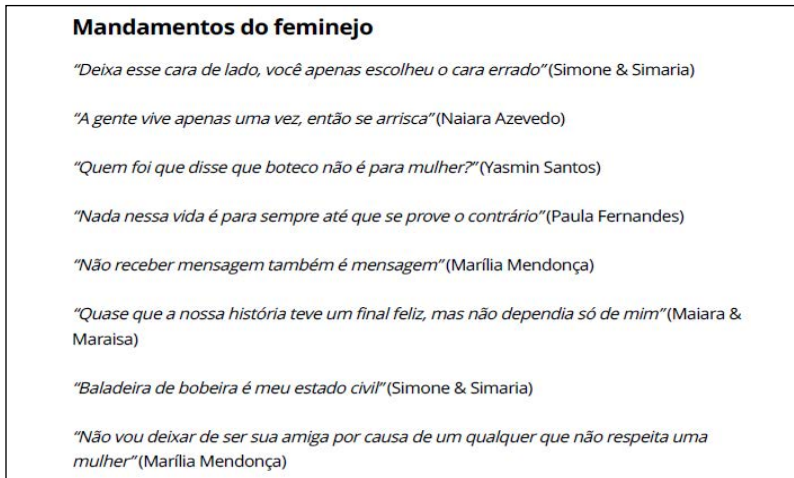 Mandamentos do feminejo
“Deixa esse cara de lado, você apenas escolheu o cara errado” (Simone & Simaria)
“A gente vive apenas uma vez, então se arrisca” (Naiara Azevedo)
“Quem foi que disse que boteco não é para mulher?” (Yasmin Santos)
“Nada nessa vida é para sempre até que se prove o contrário” (Paula Fernandes)
“Não receber mensagem também é mensagem” (Marília Mendonça)
“Quase que a nossa história teve um final feliz, mas não dependia só de mim” (Maiara &
Maraisa)
“Baladeira de bobeira é meu estado civil” (Simone & Simaria)
“Não vou deixar de ser sua amiga por causa de um qualquer que não respeita uma
mulher” (Marília Mendonça)